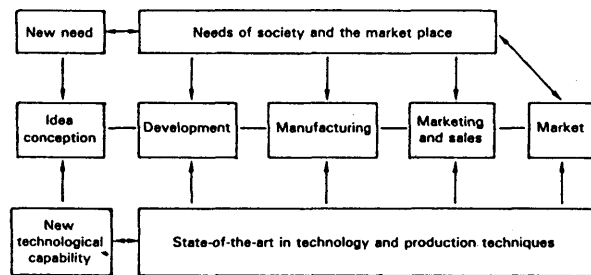 New need
Needs of society and the market place
Idea
conception
Development
Manufacturing
Marketing
and sales
Market
New
technological
capability
State-of-the-art in technology and production techniques